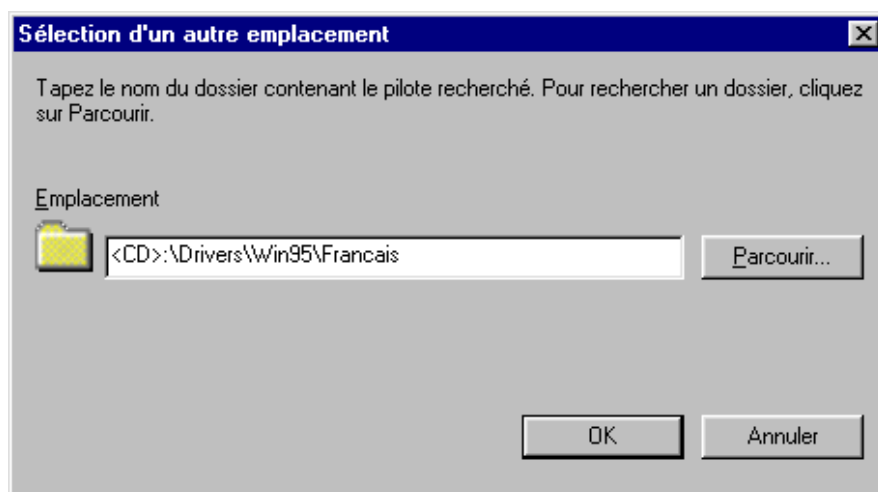 Sélection d'un autre emplacement
Tapez le nom du dossier contenant le pilote recherché. Pour rechercher un dossier, cliquez
sur Parcourir.
Emplacement
<CD>:\Drivers\Win95\Francais
Parcourir...
OK
Annuler